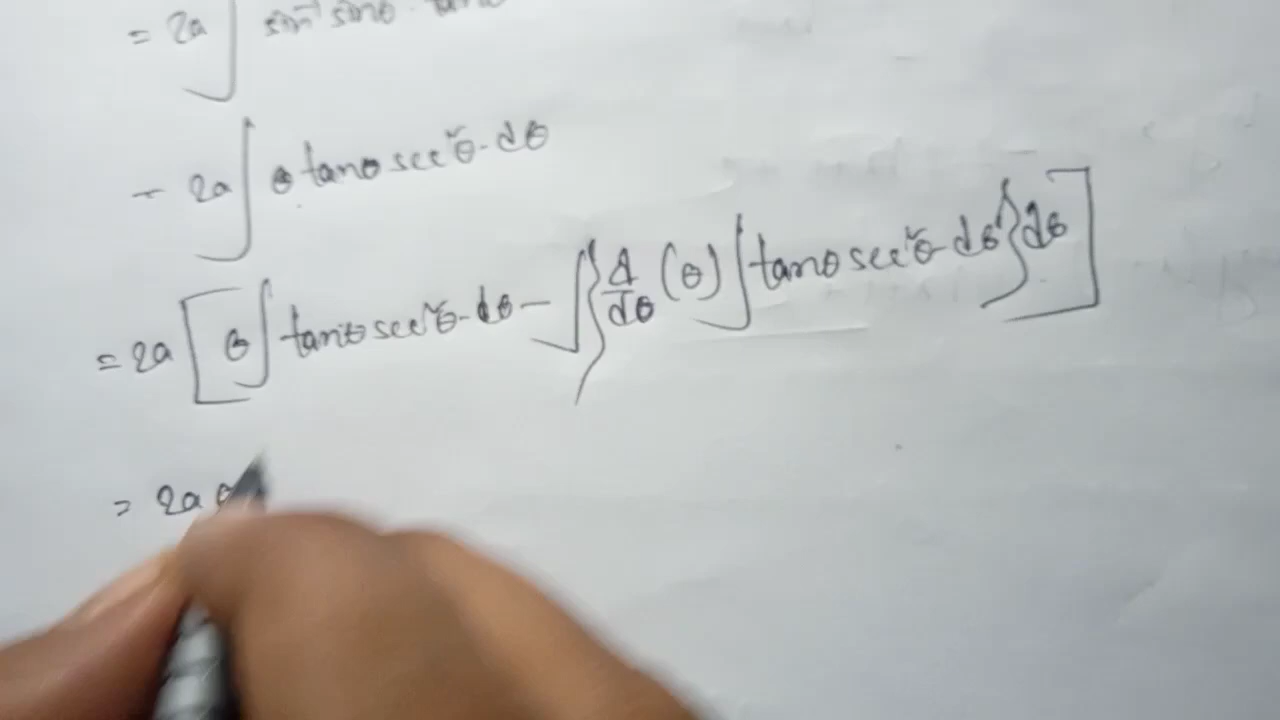 = 2a ∫ sin⁻¹ sinθ ·
- 2a ∫ θ tanθ sec²θ · dθ
= 2a [ θ ∫ tanθ sec²θ · dθ - ∫ { d/dθ (θ) ∫ tanθ sec²θ dθ } dθ ]
= 2a θ